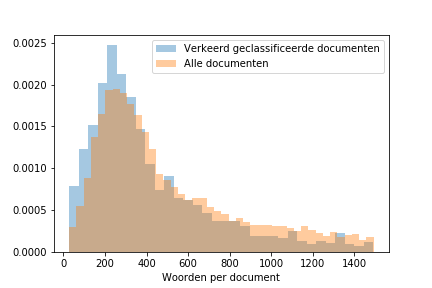 0.0025
Verkeerd geclassificeerde documenten
Alle documenten
0.0020
0.0015
0.0010
0.0005
0.0000
0 200 400 600 800 1000 1200 1400
Woorden per document